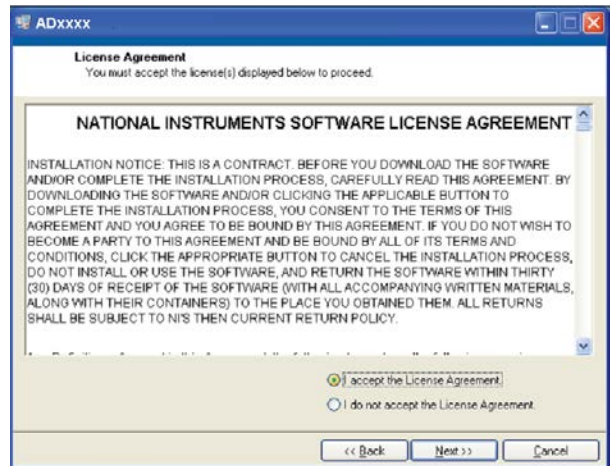 ADxxxx
License Agreement
You must accept the license(s) displayed below to proceed.
NATIONAL INSTRUMENTS SOFTWARE LICENSE AGREEMENT
INSTALLATION NOTICE: THIS IS A CONTRACT. BEFORE YOU DOWNLOAD THE SOFTWARE
AND/OR COMPLETE THE INSTALLATION PROCESS, CAREFULLY READ THIS AGREEMENT. BY
DOWNLOADING THE SOFTWARE AND/OR CLICKING THE APPLICABLE BUTTON TO
COMPLETE THE INSTALLATION PROCESS, YOU CONSENT TO THE TERMS OF THIS
AGREEMENT AND YOU AGREE TO BE BOUND BY THIS AGREEMENT. IF YOU DO NOT WISH TO
BECOME A PARTY TO THIS AGREEMENT AND BE BOUND BY ALL OF ITS TERMS AND
CONDITIONS, CLICK THE APPROPRIATE BUTTON TO CANCEL THE INSTALLATION PROCESS,
DO NOT INSTALL OR USE THE SOFTWARE, AND RETURN THE SOFTWARE WITHIN THIRTY
(30) DAYS OF RECEIPT OF THE SOFTWARE (WITH ALL ACCOMPANYING WRITTEN MATERIALS,
ALONG WITH THEIR CONTAINERS) TO THE PLACE YOU OBTAINED THEM. ALL RETURNS
SHALL BE SUBJECT TO NI'S THEN CURRENT RETURN POLICY.
I accept the License Agreement.
I do not accept the License Agreement.
<< Back
Next >>
Cancel